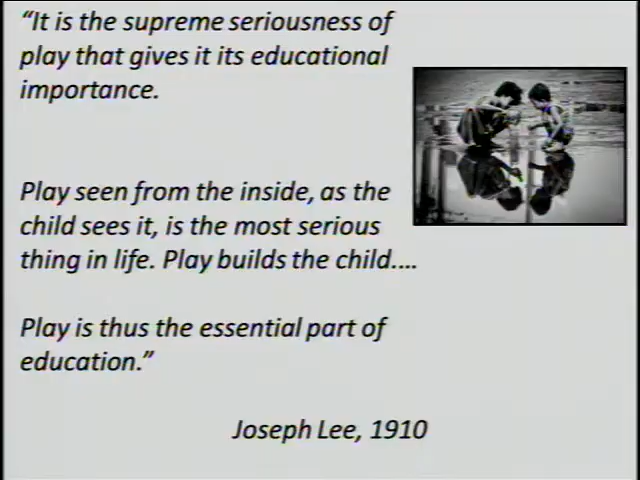 “It is the supreme seriousness of
play that gives it its educational
importance.
Play seen from the inside, as the
child sees it, is the most serious
thing in life. Play builds the child....
Play is thus the essential part of
education.”
Joseph Lee, 1910